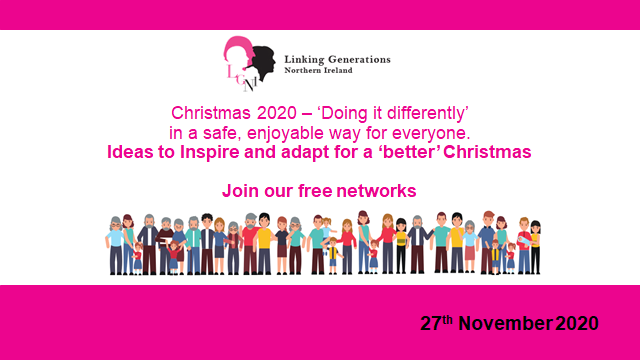 LGNI
Linking Generations
Northern Ireland
Christmas 2020 – ‘Doing it differently’
in a safe, enjoyable way for everyone.
Ideas to Inspire and adapt for a ‘better’ Christmas
Join our free networks
27th November 2020